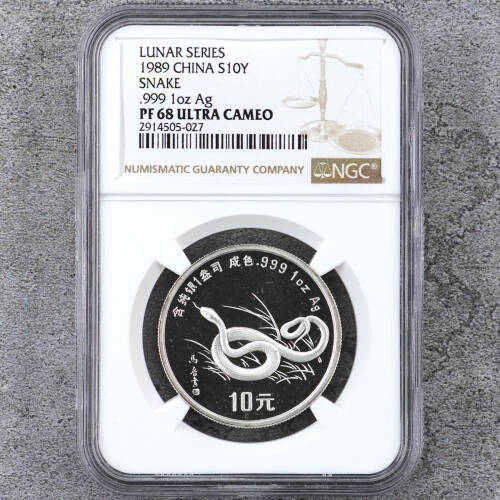 LUNAR SERIES
1989 CHINA S10Y
SNAKE
.999 1oz Ag
PF 68 ULTRA CAMEO
2914505-027
NUMISMATIC GUARANTY COMPANY
NGC®
含纯银1盎司 成色.999 1oz Ag
10元